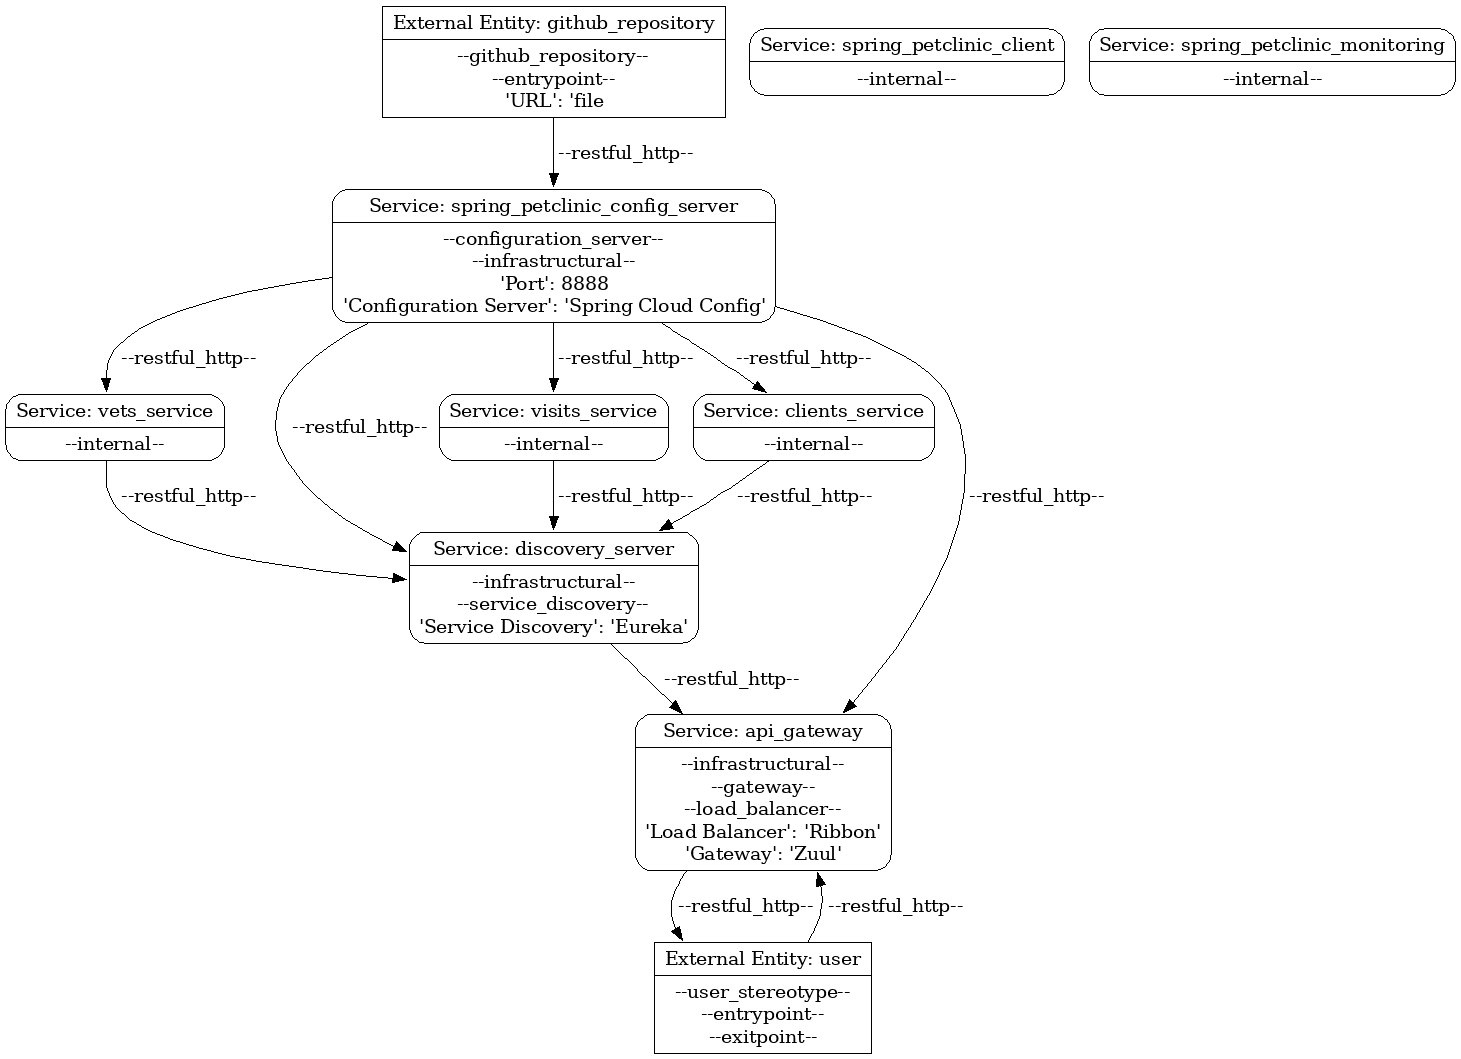 External Entity: github_repository
--github_repository--
--entrypoint--
'URL': 'file
Service: spring_petclinic_client
--internal--
Service: spring_petclinic_monitoring
--internal--
--restful_http--
Service: spring_petclinic_config_server
--configuration_server--
--infrastructural--
'Port': 8888
'Configuration Server': 'Spring Cloud Config'
--restful_http--
--restful_http--
--restful_http--
--restful_http--
Service: vets_service
--internal--
Service: visits_service
--internal--
Service: clients_service
--internal--
--restful_http--
--restful_http--
--restful_http--
--restful_http--
Service: discovery_server
--infrastructural--
--service_discovery--
'Service Discovery': 'Eureka'
--restful_http--
Service: api_gateway
--infrastructural--
--gateway--
--load_balancer--
'Load Balancer': 'Ribbon'
'Gateway': 'Zuul'
--restful_http--
--restful_http--
External Entity: user
--user_stereotype--
--entrypoint--
--exitpoint--